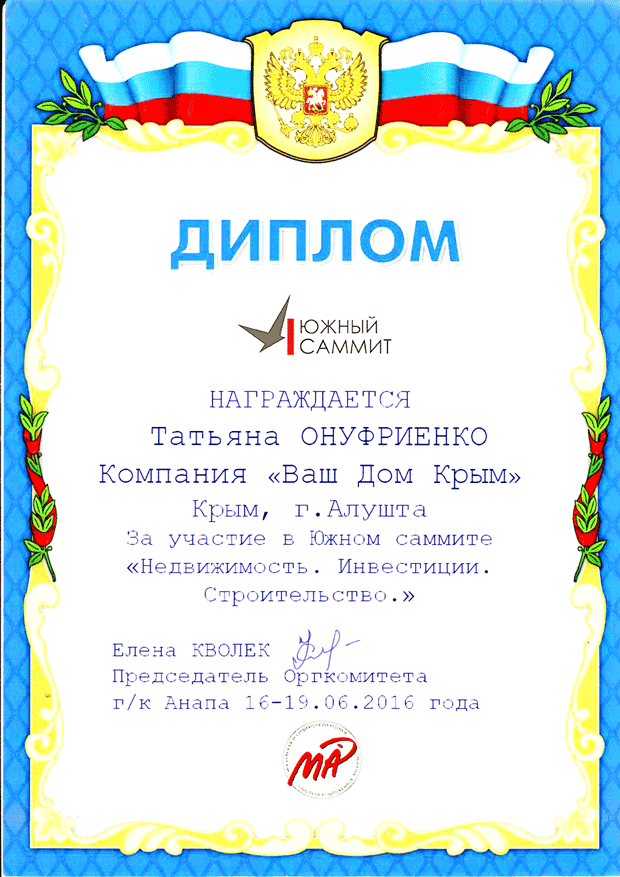 ДИПЛОМ
ЮЖНЫЙ
САММИТ
НАГРАЖДАЕТСЯ
Татьяна ОНУФРИЕНКО
Компания «Ваш Дом Крым»
Крым, г.Алушта
За участие в Южном саммите
«Недвижимость. Инвестиции.
Строительство.»
Елена КВОЛЕК
Председатель Оргкомитета
г/к Анапа 16-19.06.2016 года
МАР